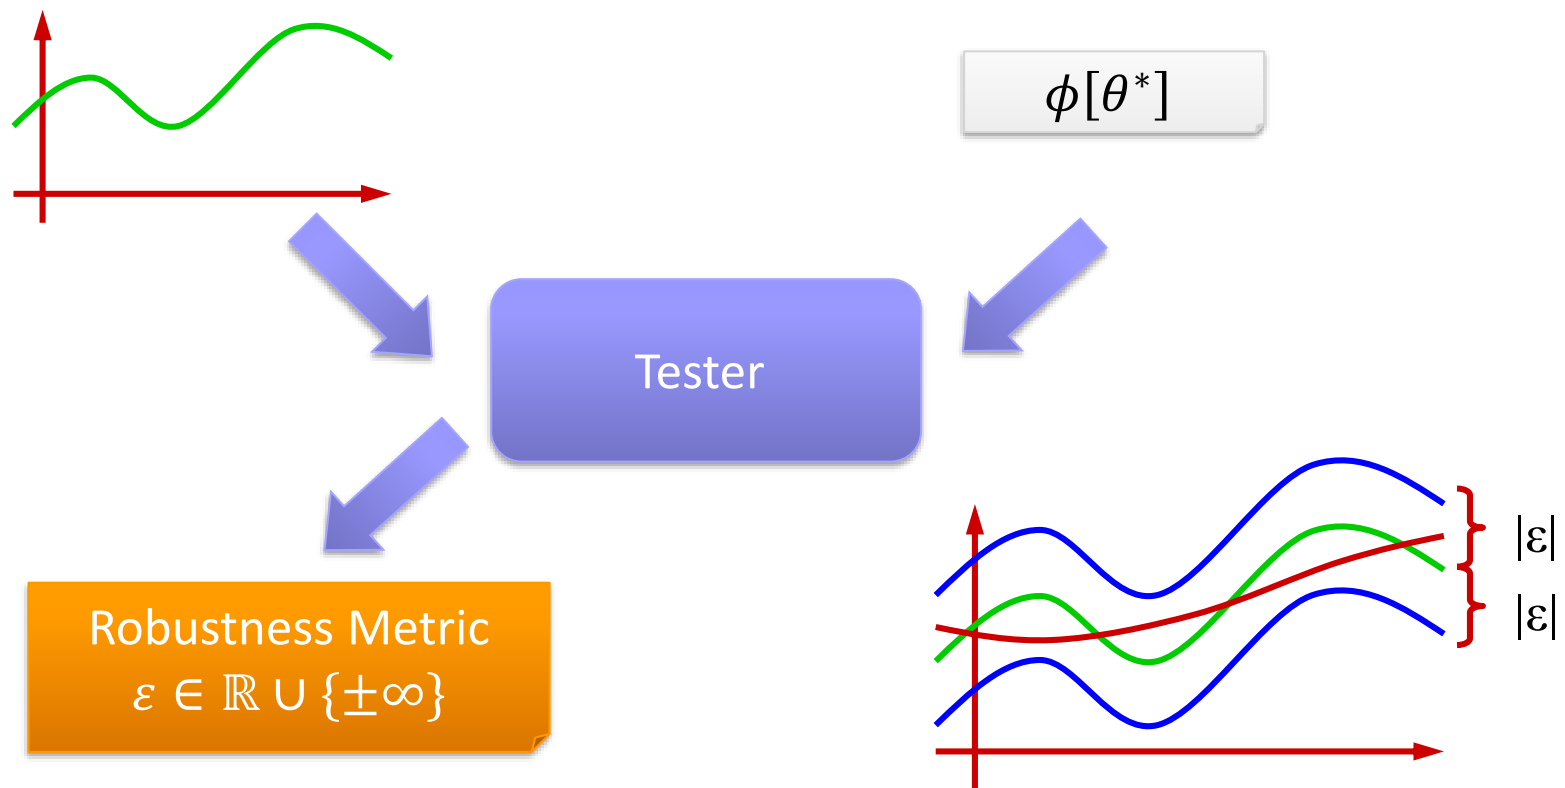 ϕ[θ*]
Tester
|ε|
|ε|
Robustness Metric
ε ∈ ℝ ∪ {±∞}